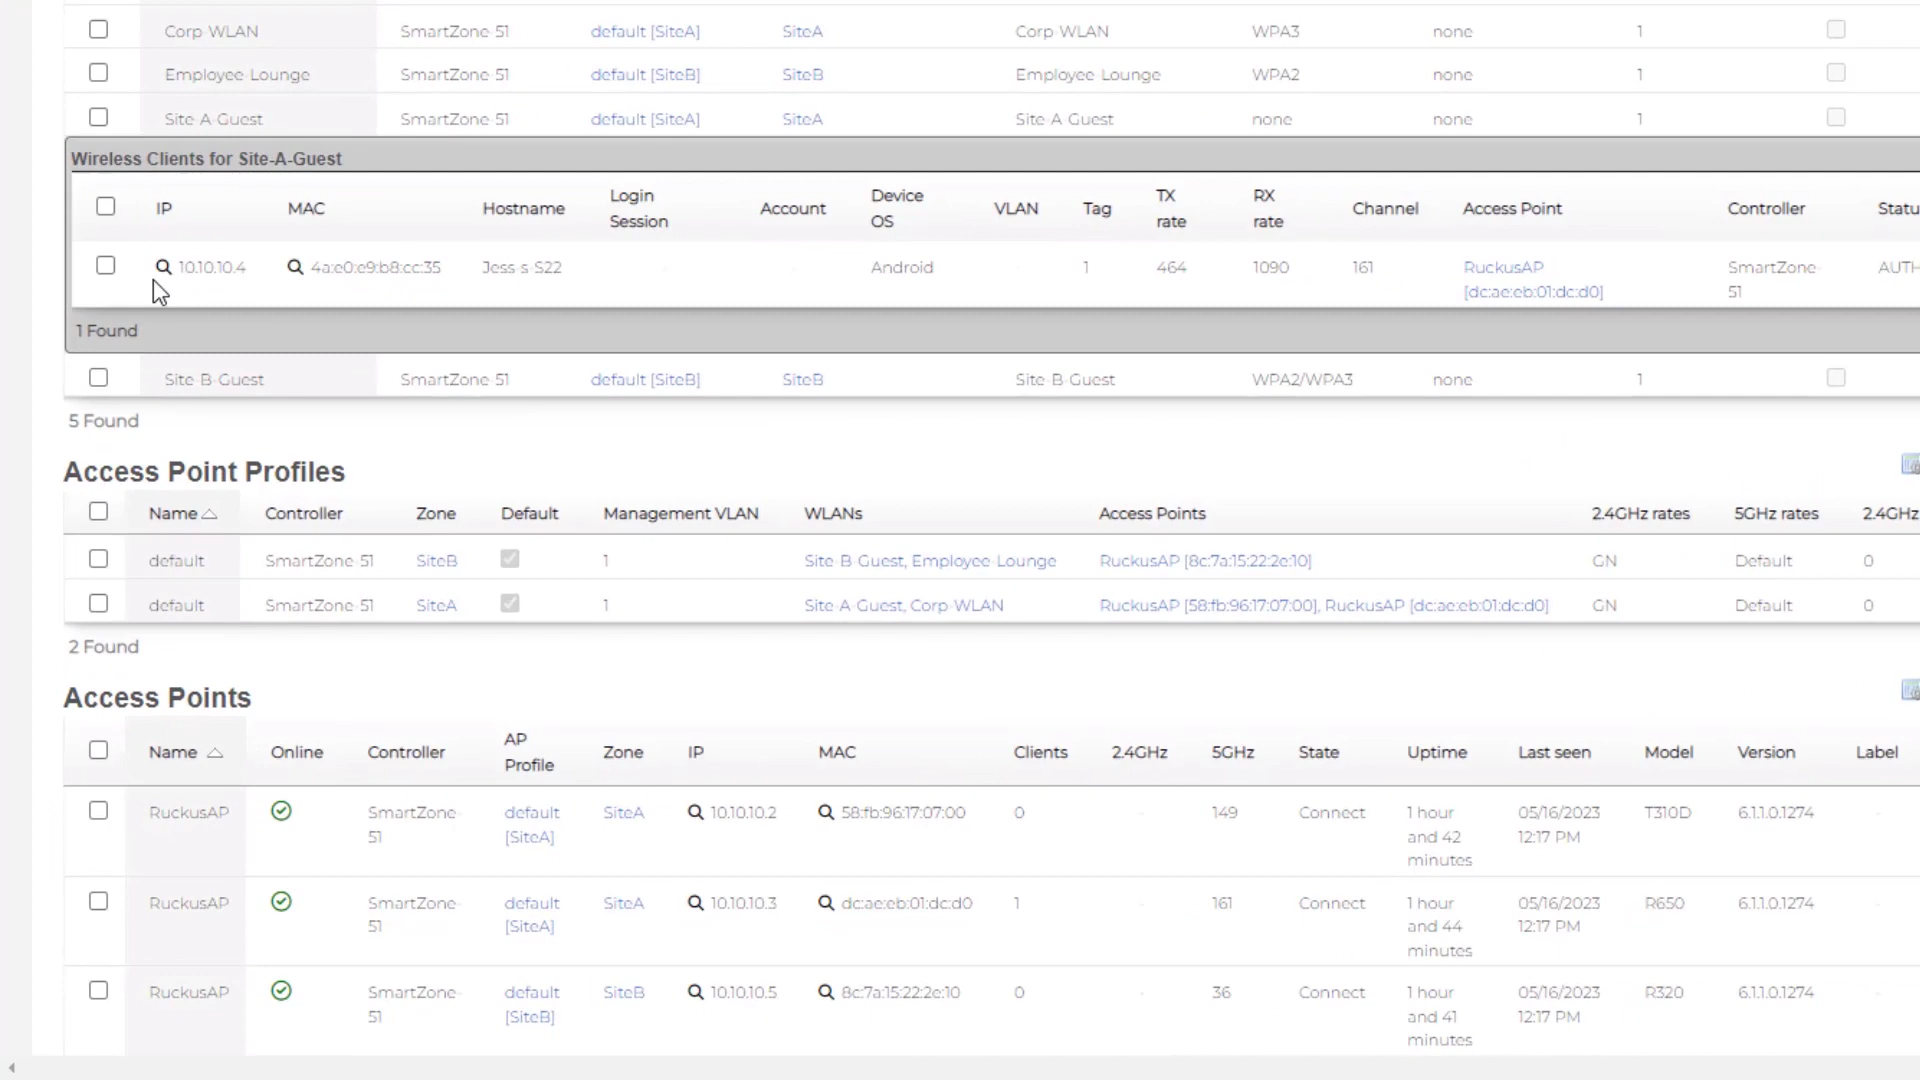 Corp-WLAN SmartZone-51 default [SiteA] SiteA Corp-WLAN WPA3 none 1
Employee-Lounge SmartZone-51 default [SiteB] SiteB Employee-Lounge WPA2 none 1
Site-A-Guest SmartZone-51 default [SiteA] SiteA Site-A-Guest none none 1
Wireless Clients for Site-A-Guest
IP MAC Hostname Login Session Account Device OS VLAN Tag TX rate RX rate Channel Access Point Controller Statu
10.10.10.4 4a:e0:e9:b8:cc:35 Jess-s-S22 - - Android - 1 464 1090 161 RuckusAP SmartZone-
[dc:ae:eb:01:dc:d0] 51 AUTH
1 Found
Site-B-Guest SmartZone-51 default [SiteB] SiteB Site-B-Guest WPA2/WPA3 none 1
5 Found
Access Point Profiles
Name Controller Zone Default Management VLAN WLANs Access Points 2.4GHz rates 5GHz rates 2.4GHz
default SmartZone-51 SiteB 1 Site-B-Guest, Employee-Lounge RuckusAP [8c:7a:15:22:2e:10] GN Default 0
default SmartZone-51 SiteA 1 Site-A-Guest, Corp-WLAN RuckusAP [58:fb:96:17:07:00], RuckusAP [dc:ae:eb:01:dc:d0] GN Default 0
2 Found
Access Points
Name Online Controller AP Profile Zone IP MAC Clients 2.4GHz 5GHz State Uptime Last seen Model Version Label
RuckusAP SmartZone- default SiteA 10.10.10.2 58:fb:96:17:07:00 0 - 149 Connect 1 hour 05/16/2023 T310D 6.1.1.0.1274 -
51 [SiteA] and 42 12:17 PM
minutes
RuckusAP SmartZone- default SiteA 10.10.10.3 dc:ae:eb:01:dc:d0 1 - 161 Connect 1 hour 05/16/2023 R650 6.1.1.0.1274 -
51 [SiteA] and 44 12:17 PM
minutes
RuckusAP SmartZone- default SiteB 10.10.10.5 8c:7a:15:22:2e:10 0 - 36 Connect 1 hour 05/16/2023 R320 6.1.1.0.1274 -
51 [SiteB] and 41 12:17 PM
minutes